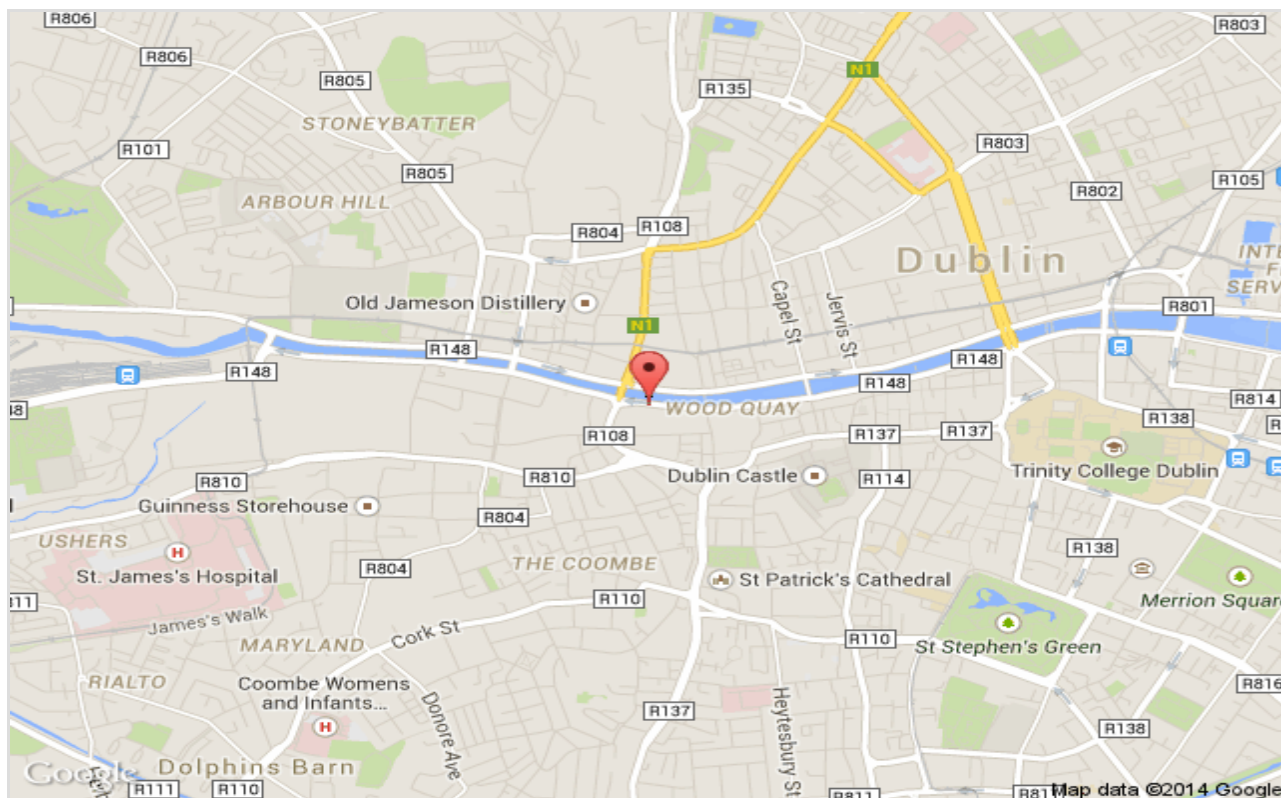 R806
R803
R806
N1
R805
R135
STONEYBATTER
R803
R101
R805
R105
R802
ARBOUR HILL
R108
R804
Dublin
INTE
F
SERV
Old Jameson Distillery
Capel St
Jervis St
R801
N1
R148
R148
R148
R148
R814
WOOD QUAY
R138
R108
R137
R137
R810
Dublin Castle
R114
Trinity College Dublin
R810
Guinness Storehouse
R804
USHERS
R138
St. James's Hospital
THE COOMBE
St Patrick's Cathedral
R804
Merrion Squar
R811
R110
James's Walk
Cork St
R110
MARYLAND
St Stephen's Green
RIALTO
Coombe Womens
and Infants...
R816
Donore Ave
Heytesbury St
R137
R138
Google
Dolphins Barn
R111
R110
R811
R811
Map data ©2014 Google